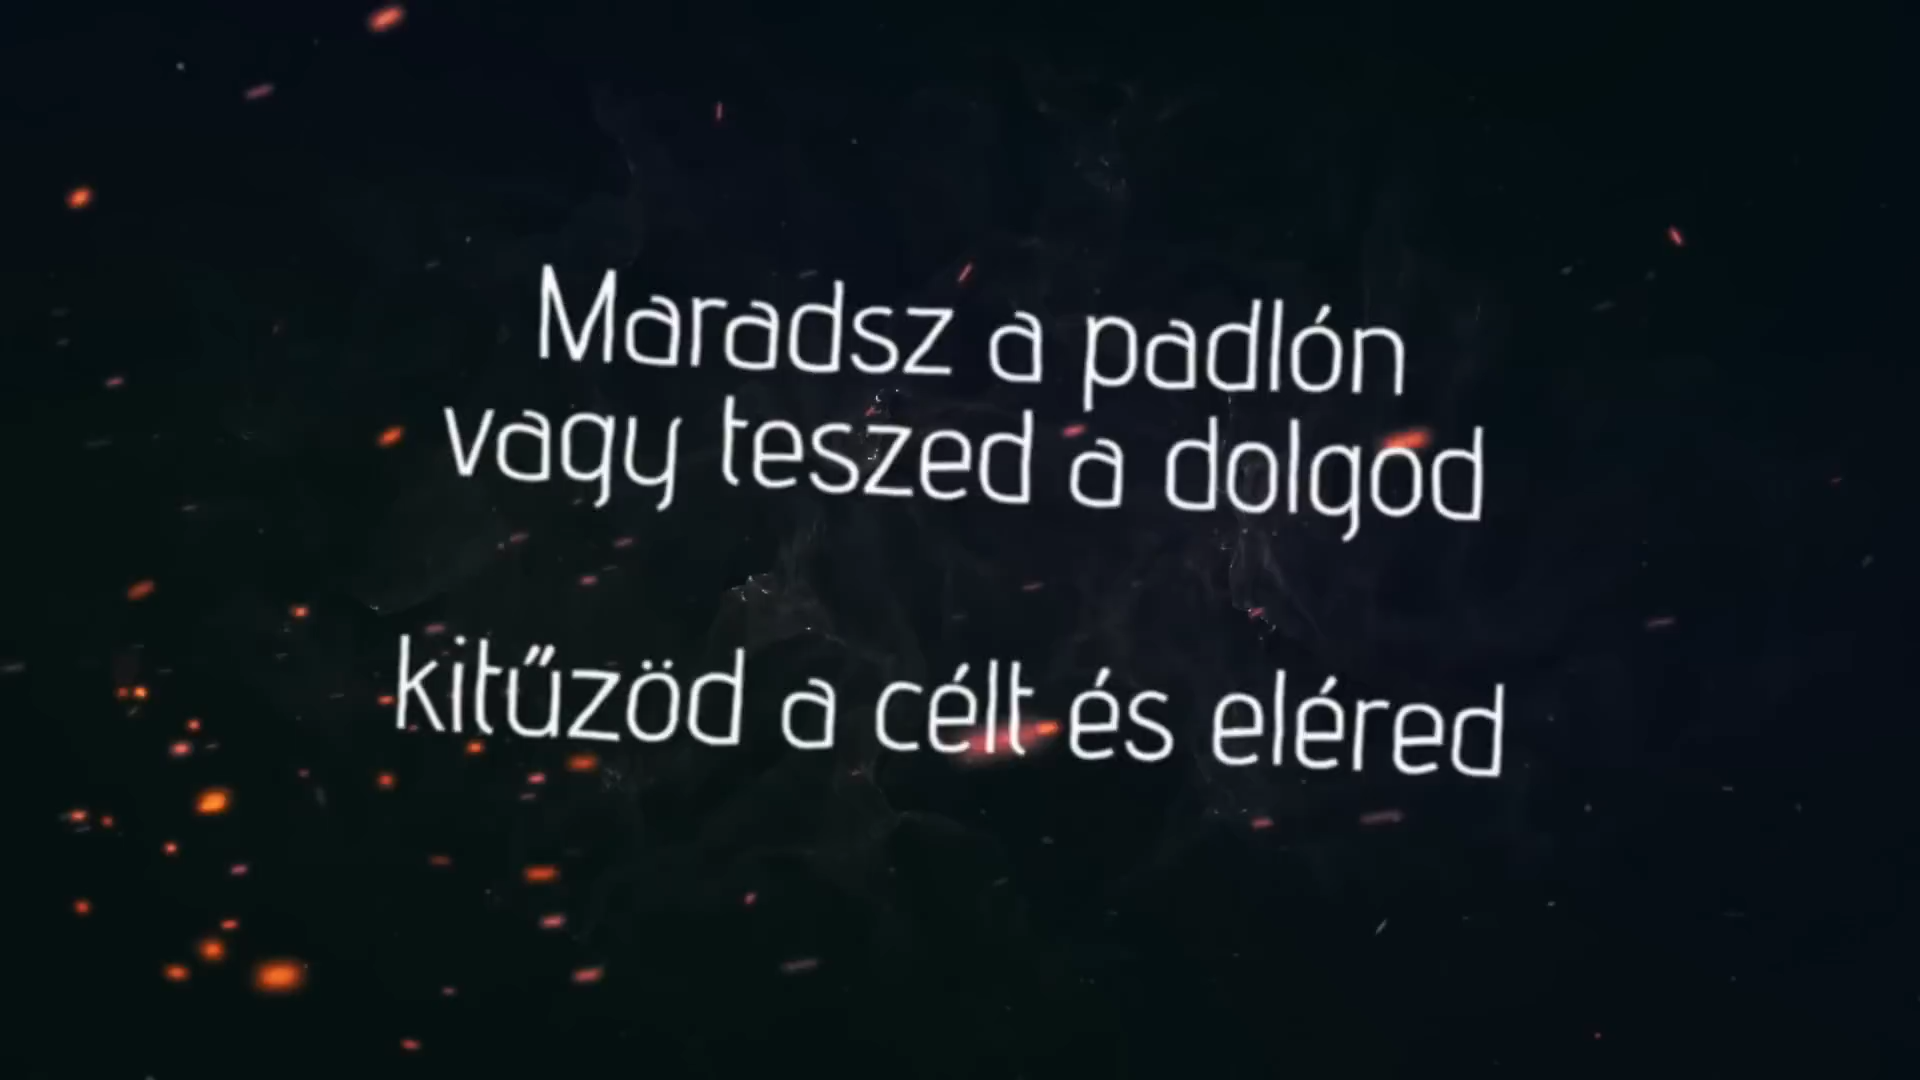 Maradsz a padlón
vagy teszed a dolgod
kitűzöd a célt és eléred